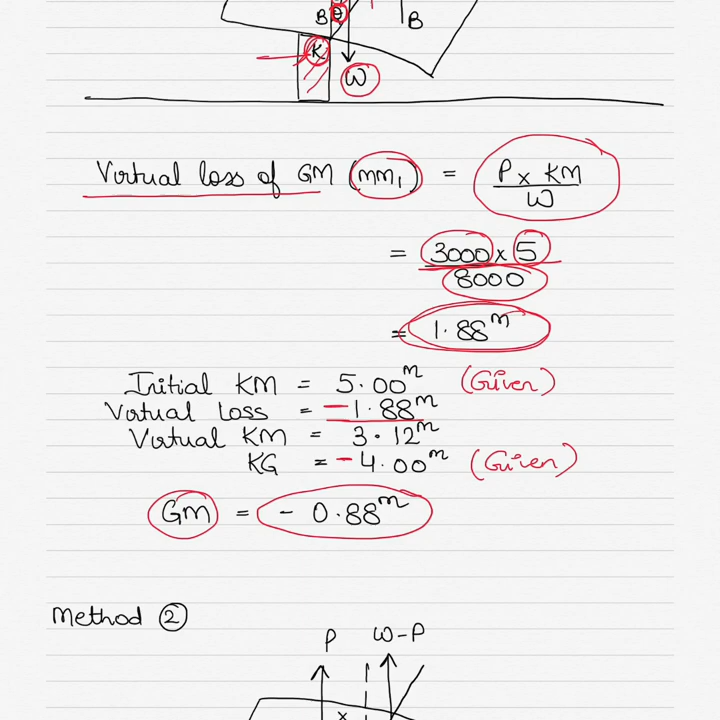 B θ B
K
W
Virtual loss of GM (MM₁) = P x KM
W
= 3000 x 5
8000
= 1.88ᵐ
Initial KM = 5.00ᵐ (Given)
Virtual Loss = -1.88ᵐ
Virtual KM = 3.12ᵐ
KG = -4.00ᵐ (Given)
GM = - 0.88ᵐ
Method ②
P W-P
x